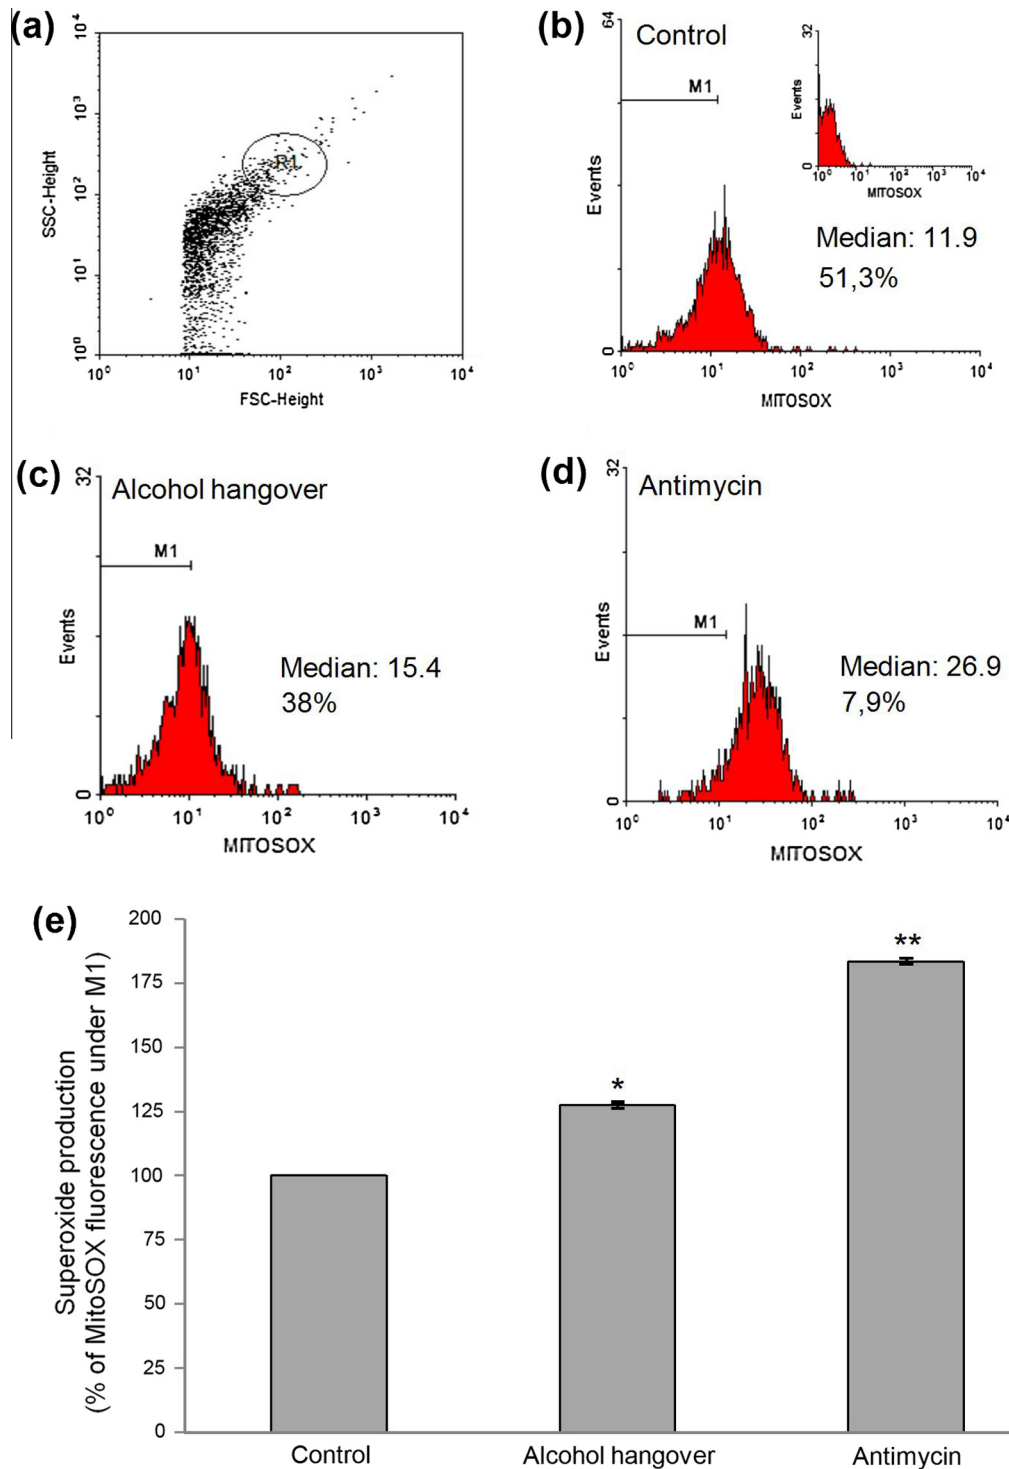 (a)
10⁴
10³
10²
10¹
10⁰
SSC-Height
R1
10⁰ 10¹ 10² 10³ 10⁴
FSC-Height
(b)
64
Control
M1
Events
0
10⁰ 10¹ 10² 10³ 10⁴
MITOSOX
32
Events
0
10⁰ 10¹ 10² 10³ 10⁴
MITOSOX
Median: 11.9
51,3%
(c)
32
Alcohol hangover
M1
Events
Median: 15.4
38%
0
10⁰ 10¹ 10² 10³ 10⁴
MITOSOX
(d)
32
Antimycin
M1
Events
Median: 26.9
7,9%
0
10⁰ 10¹ 10² 10³ 10⁴
MITOSOX
(e)
Superoxide production
(% of MitoSOX fluorescence under M1)
200
175
150
125
100
75
50
25
0
*
**
Control Alcohol hangover Antimycin